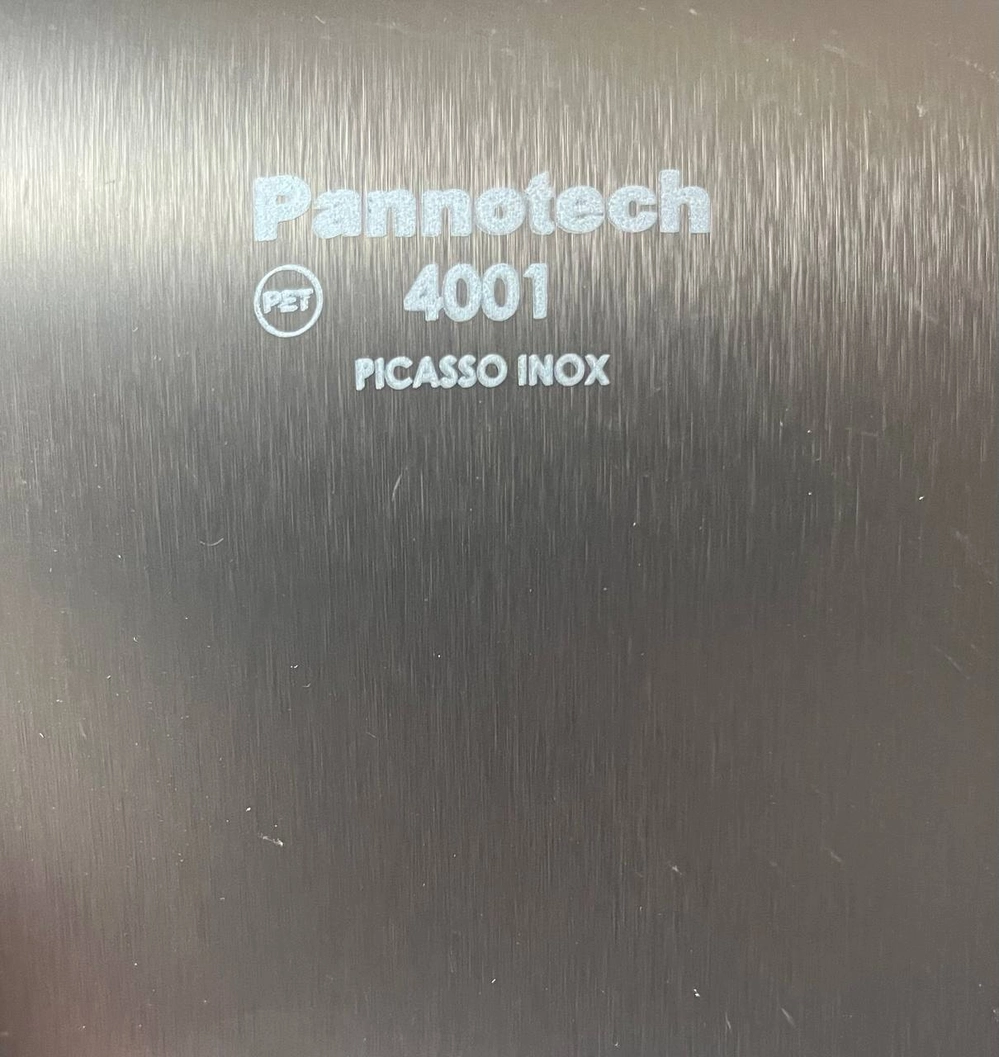 Pannotech
PET 4001
PICASSO INOX